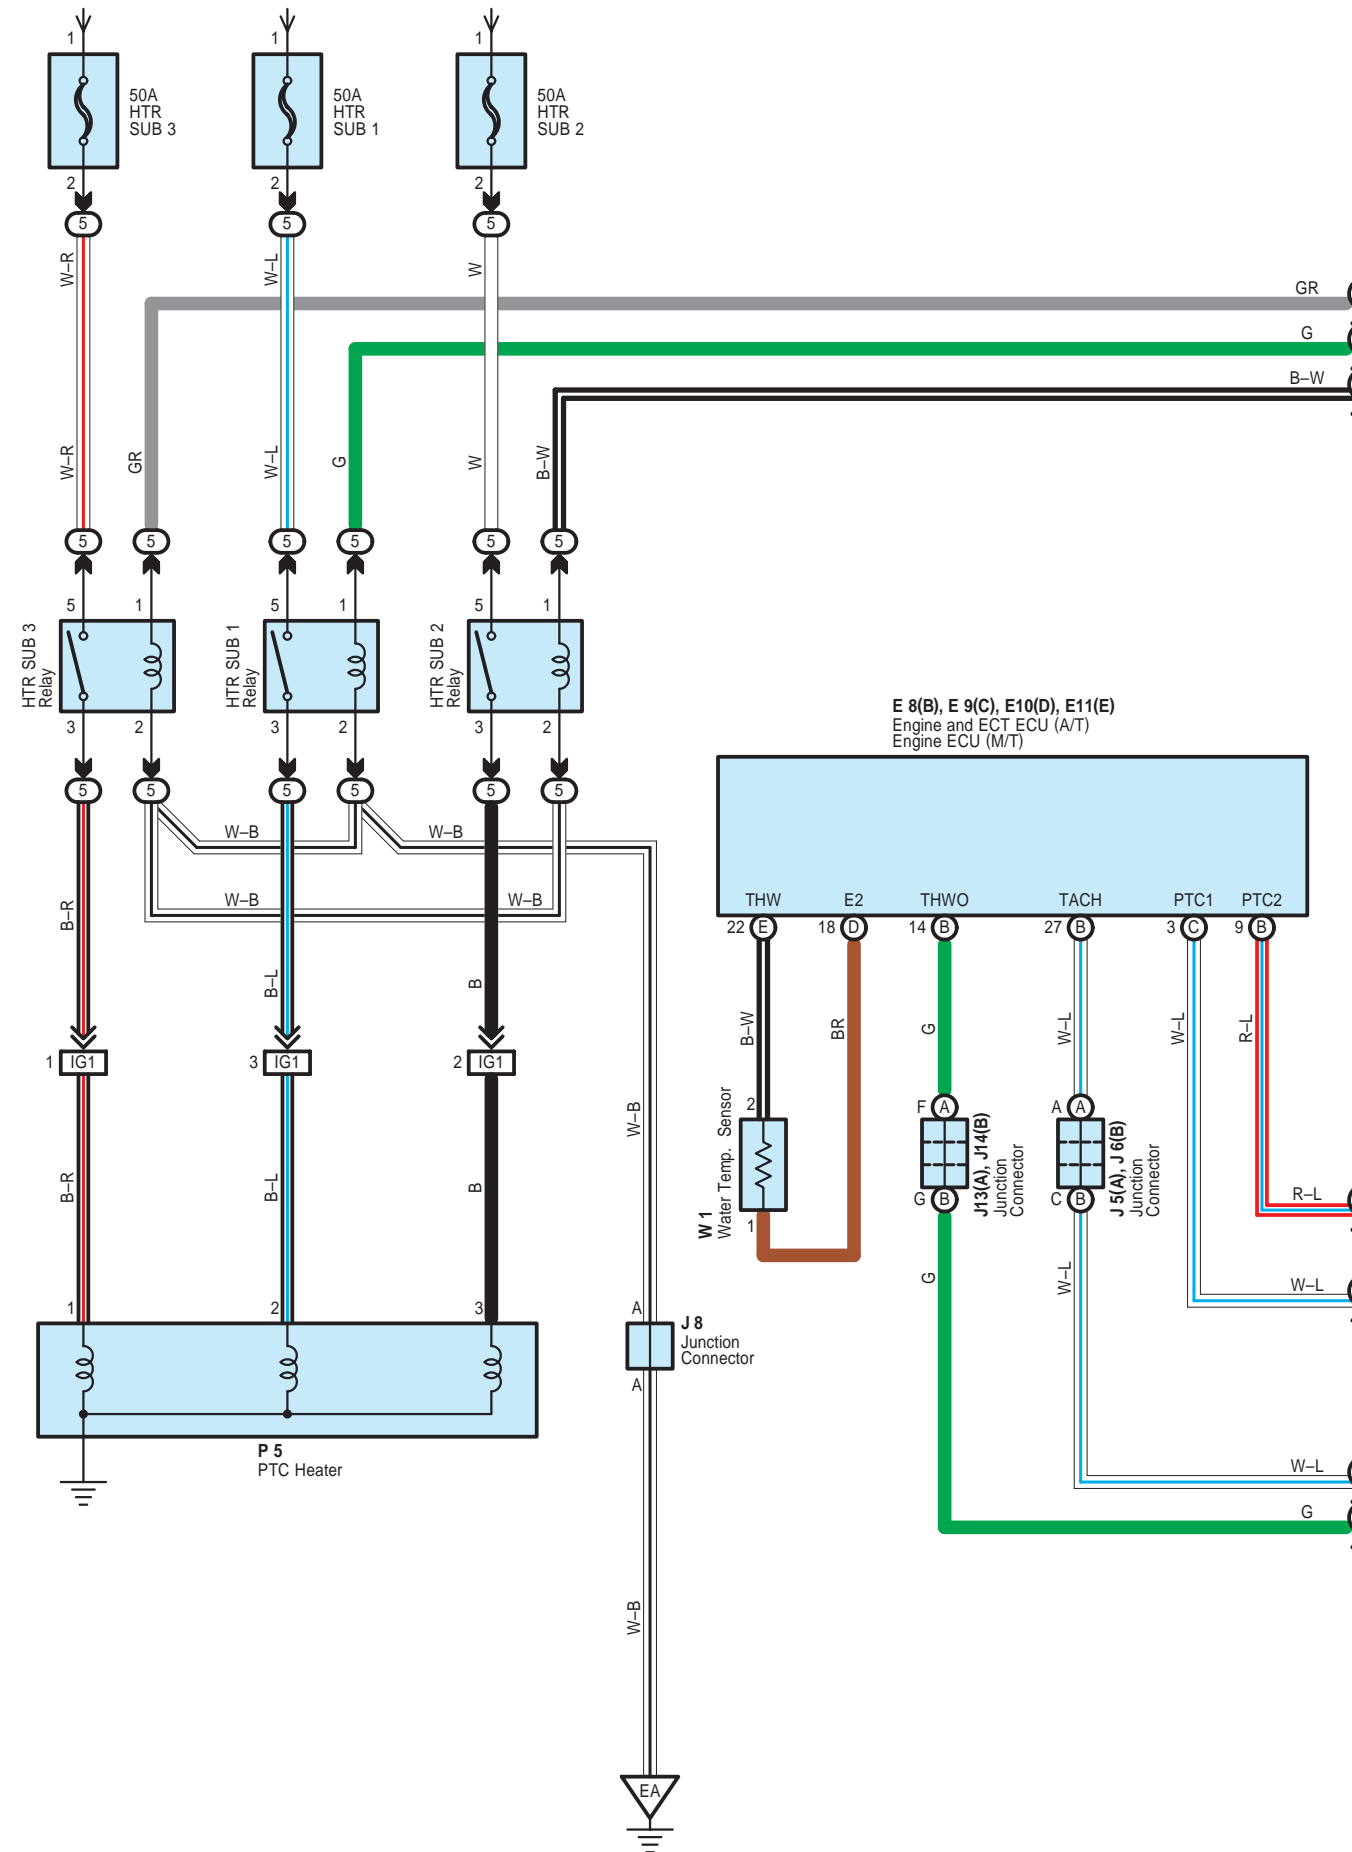 1
1
1
50A
HTR
SUB 3
50A
HTR
SUB 1
50A
HTR
SUB 2
2
2
2
5
5
5
W–R
W–L
W
GR
G
B–W
W–R
GR
W–L
G
W
B–W
5
5
5
5
5
5
5
1
5
1
5
1
HTR SUB 3
Relay
HTR SUB 1
Relay
HTR SUB 2
Relay
3
2
3
2
3
2
5
5
5
5
5
5
W–B
W–B
W–B
W–B
B–R
B–L
B
1
IG1
3
IG1
2
IG1
B–R
B–L
B
W–B
1
2
3
P 5
PTC Heater
A
J 8
Junction
Connector
A
W–B
EA
E 8(B), E 9(C), E10(D), E11(E)
Engine and ECT ECU (A/T)
Engine ECU (M/T)
THW
E2
THWO
TACH
PTC1
PTC2
22
E
18
D
14
B
27
B
3
C
9
B
B–W
BR
G
W–L
W–L
R–L
2
W 1
Water Temp. Sensor
1
F
A
J13(A), J14(B)
Junction
Connector
G
B
A
A
J 5(A), J 6(B)
Junction
Connector
C
B
G
W–L
R–L
W–L
W–L
G